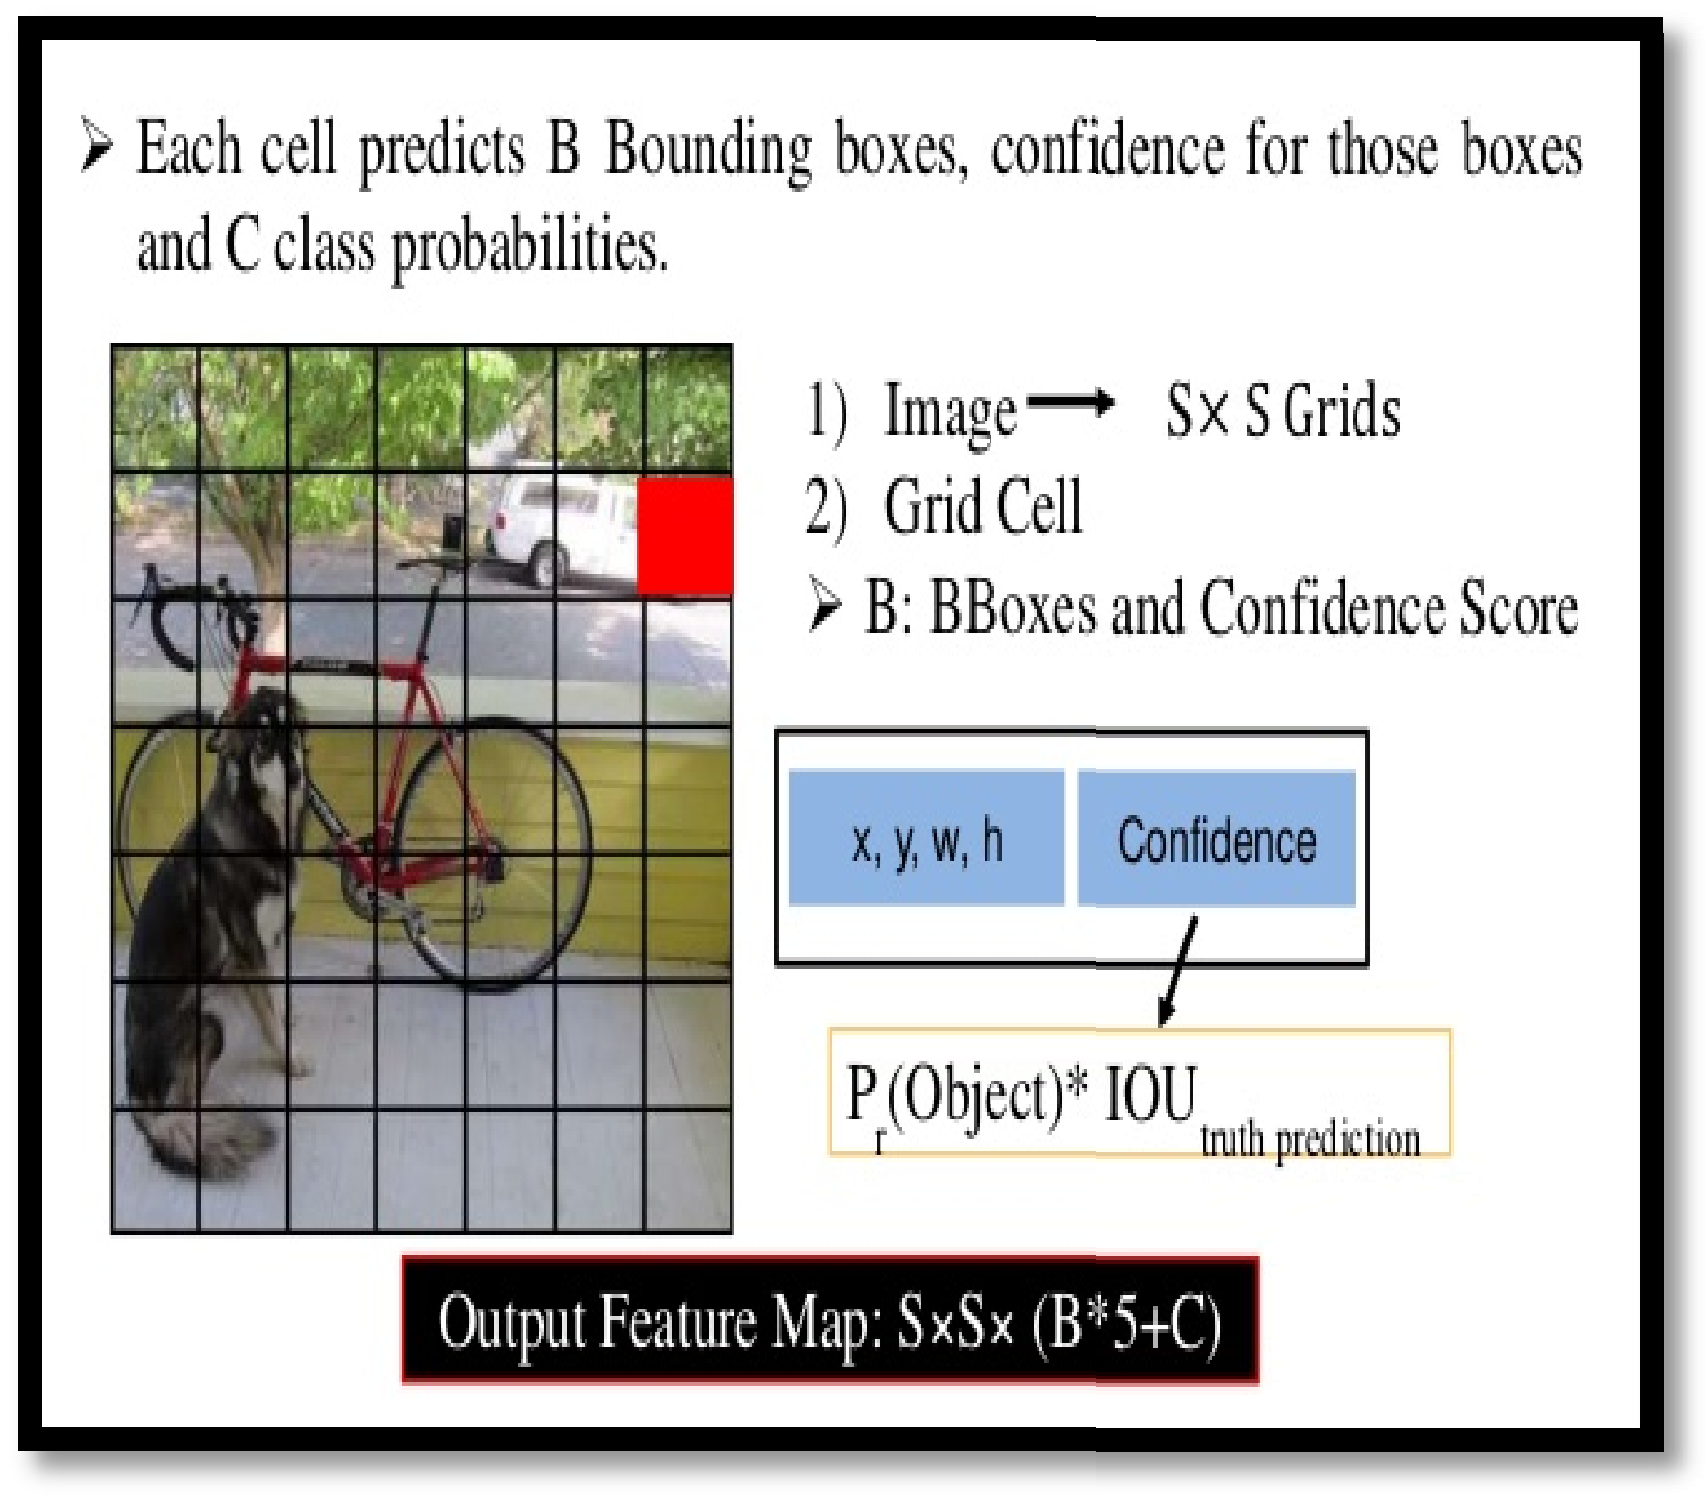 ➢ Each cell predicts B Bounding boxes, confidence for those boxes
and C class probabilities.
1) Image → S× S Grids
2) Grid Cell
➢ B: BBoxes and Confidence Score
x, y, w, h
Confidence
Pr(Object)* IOUtruth prediction
Output Feature Map: S×S× (B*5+C)